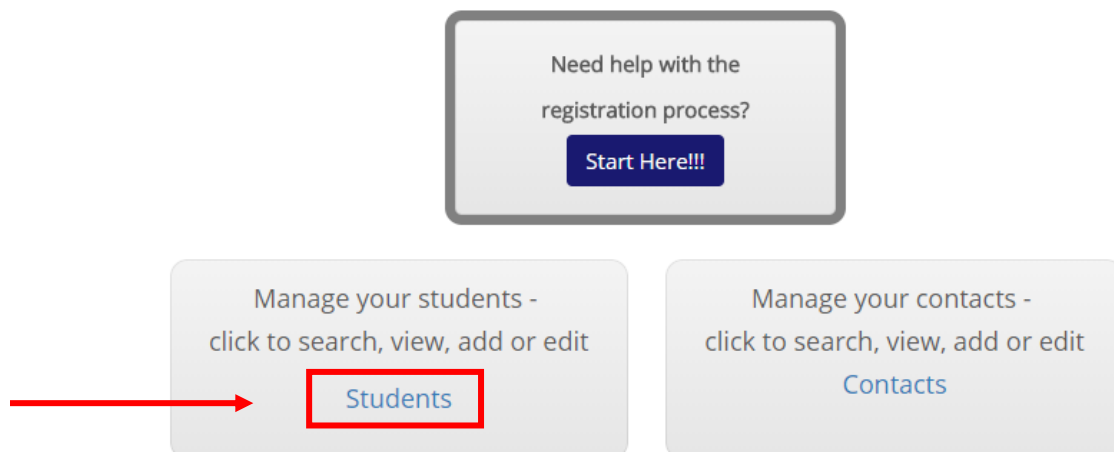 Need help with the
registration process?
Start Here!!!
Manage your students -
click to search, view, add or edit
Students
Manage your contacts -
click to search, view, add or edit
Contacts